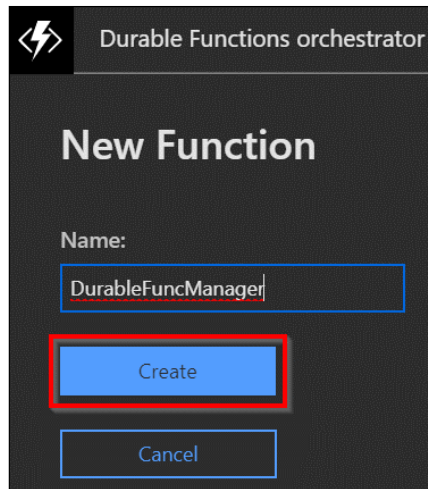 Durable Functions orchestrator
New Function
Name:
DurableFuncManager
Create
Cancel